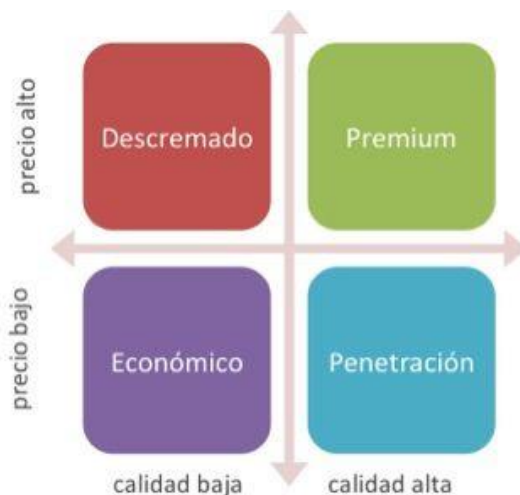 precio alto
Descremado
Premium
precio bajo
Económico
Penetración
calidad baja
calidad alta